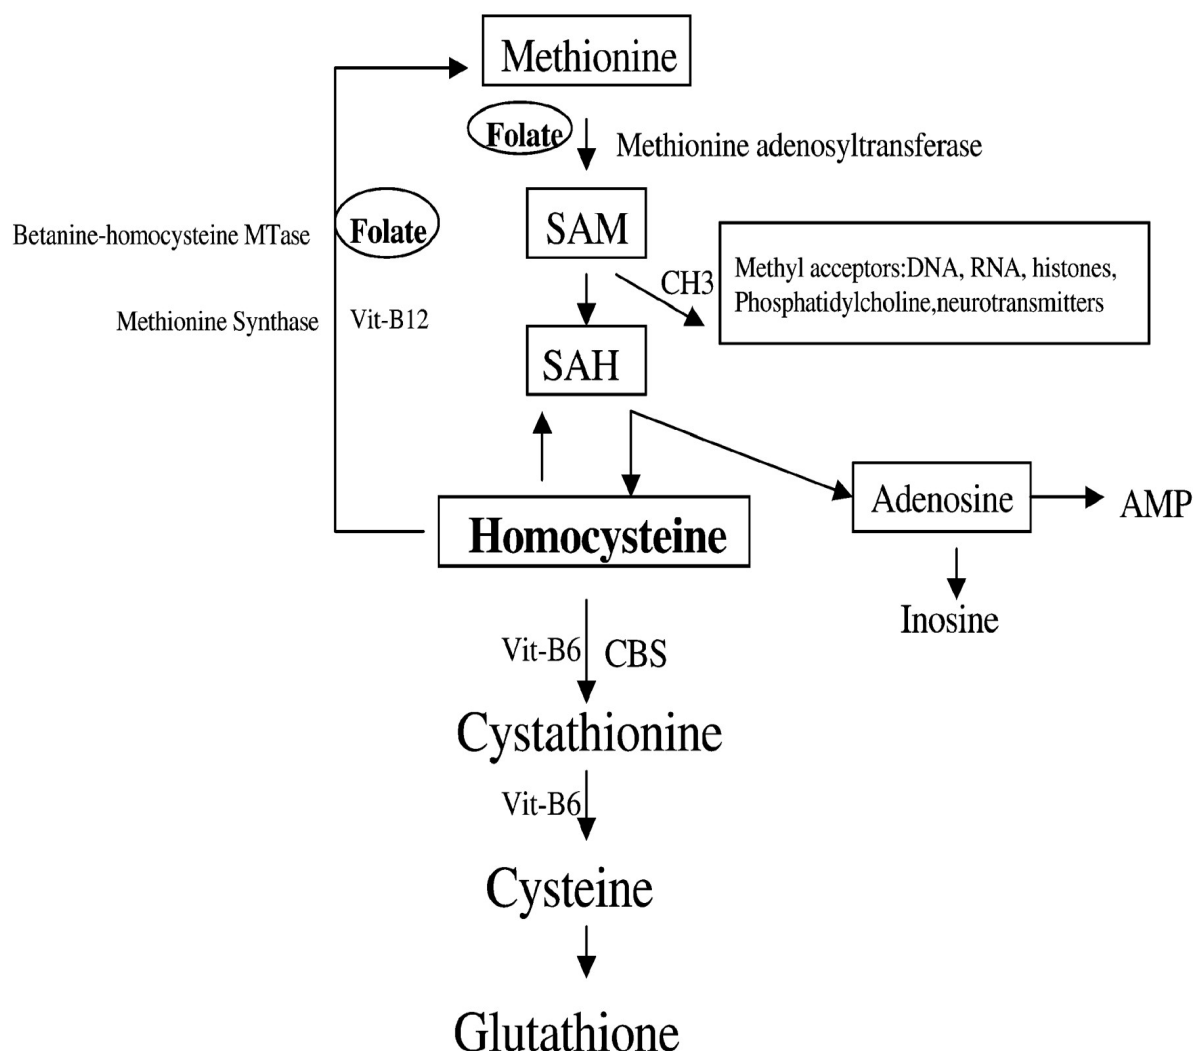 Methionine
Folate
Methionine adenosyltransferase
SAM
Folate
Betanine-homocysteine MTase
CH3
Methyl acceptors:DNA, RNA, histones,
Phosphatidylcholine,neurotransmitters
Methionine Synthase
Vit-B12
SAH
Adenosine
AMP
Homocysteine
Inosine
Vit-B6
CBS
Cystathionine
Vit-B6
Cysteine
Glutathione